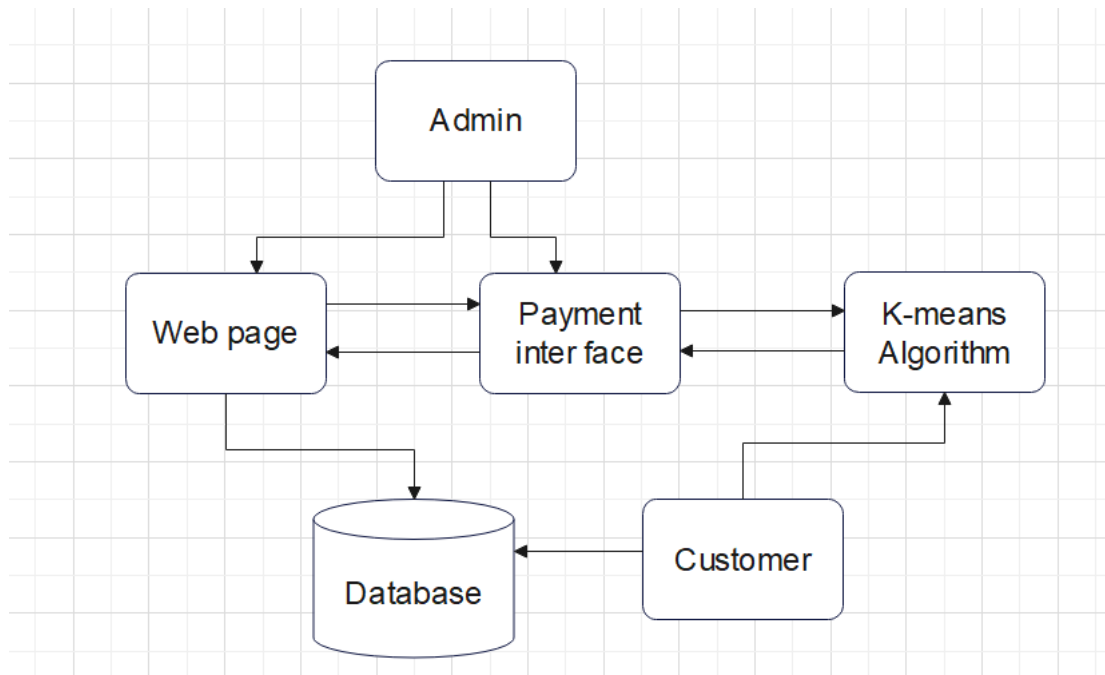 Admin
Web page
Payment
inter face
K-means
Algorithm
Database
Customer